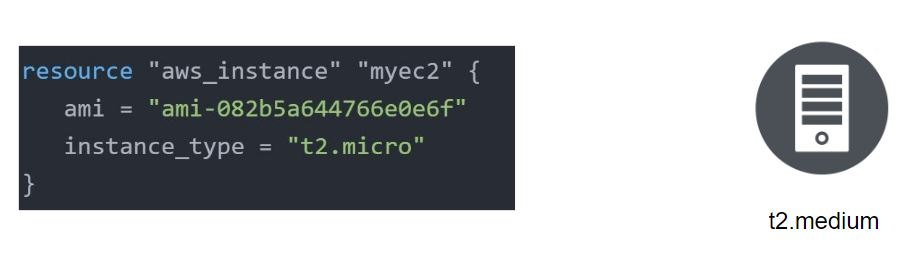 resource "aws_instance" "myec2" {
ami = "ami-082b5a644766e0e6f"
instance_type = "t2.micro"
}
t2.medium